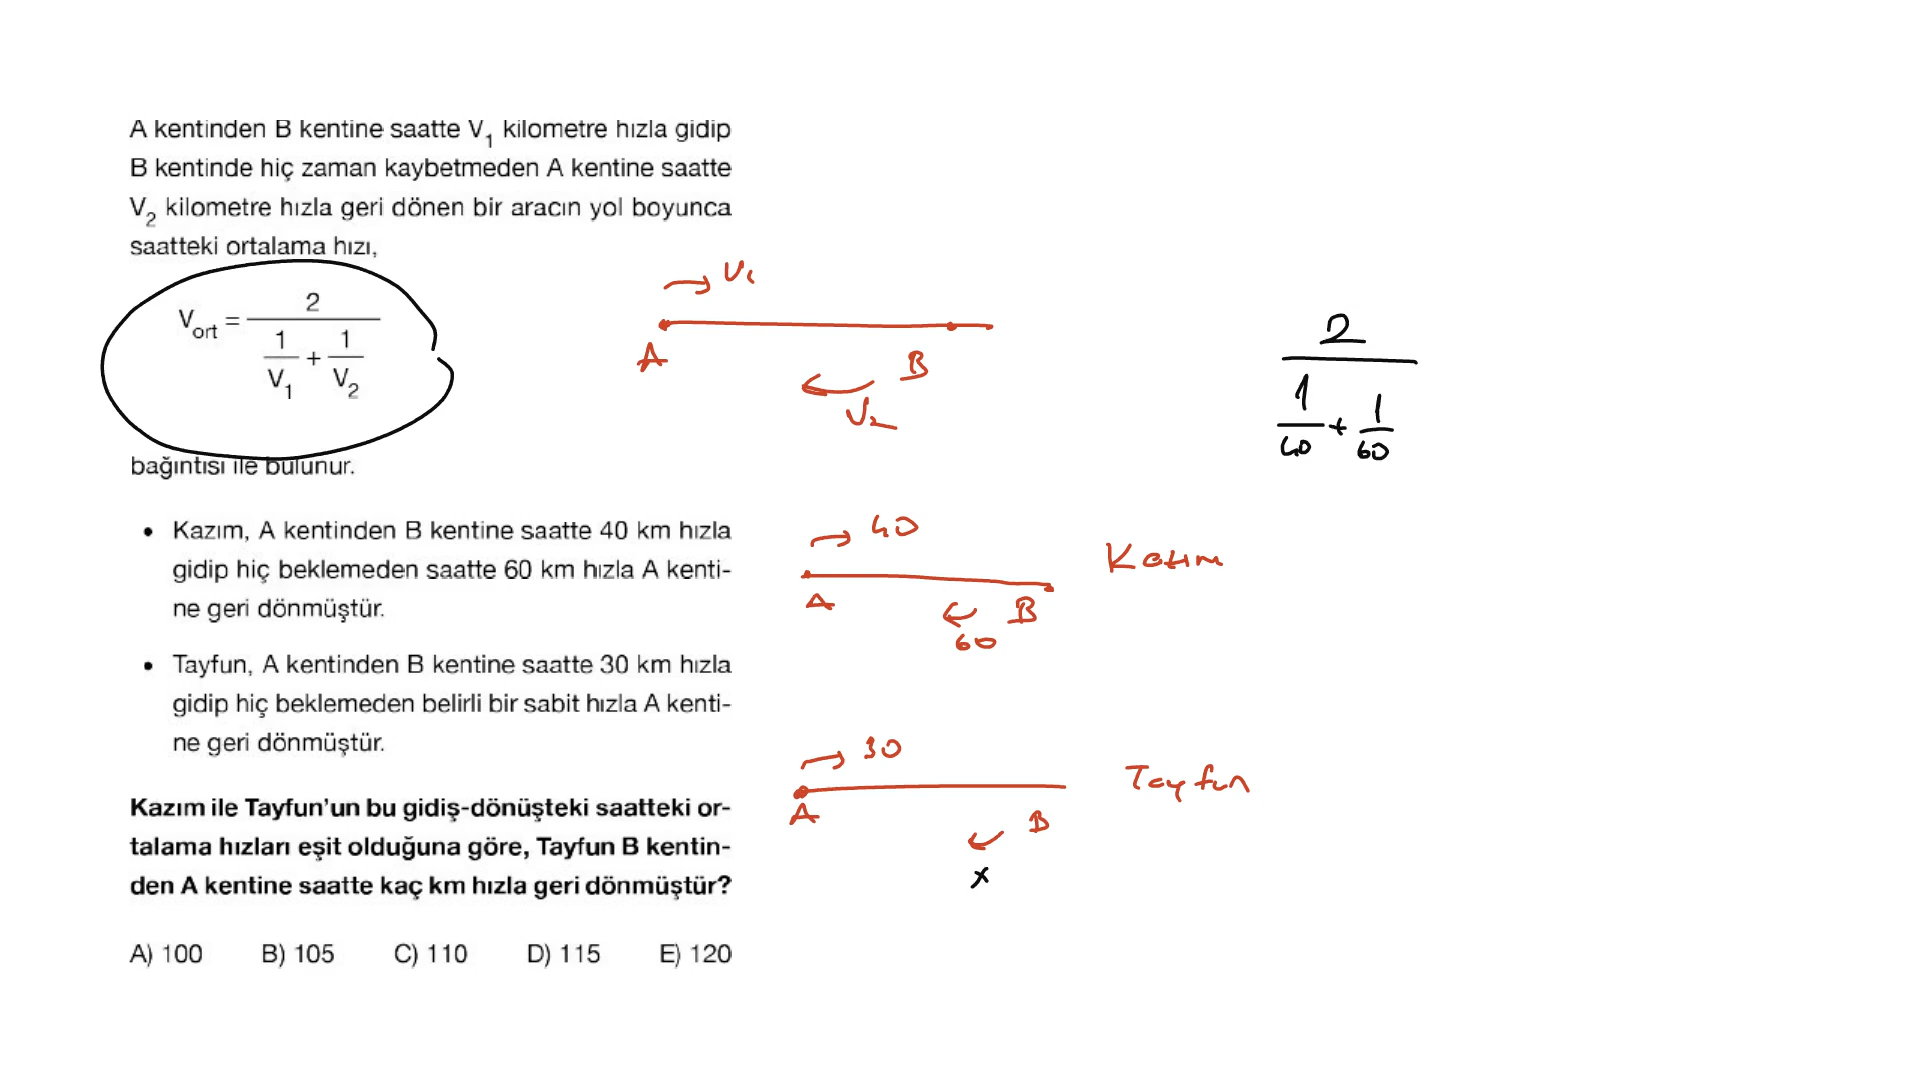 A kentinden B kentine saatte V₁ kilometre hızla gidip
B kentinde hiç zaman kaybetmeden A kentine saatte
V₂ kilometre hızla geri dönen bir aracın yol boyunca
saatteki ortalama hızı,
V_ort = 2 / (1/V₁ + 1/V₂)
bağıntısı ile bulunur.
• Kazım, A kentinden B kentine saatte 40 km hızla
gidip hiç beklemeden saatte 60 km hızla A kenti-
ne geri dönmüştür.
• Tayfun, A kentinden B kentine saatte 30 km hızla
gidip hiç beklemeden belirli bir sabit hızla A kenti-
ne geri dönmüştür.
Kazım ile Tayfun'un bu gidiş-dönüşteki saatteki or-
talama hızları eşit olduğuna göre, Tayfun B kentin-
den A kentine saatte kaç km hızla geri dönmüştür?
A) 100 B) 105 C) 110 D) 115 E) 120
V₁
A B
V₂
40
A B
60
Kazım
30
A B
x
Tayfun
2 / (1/40 + 1/60)